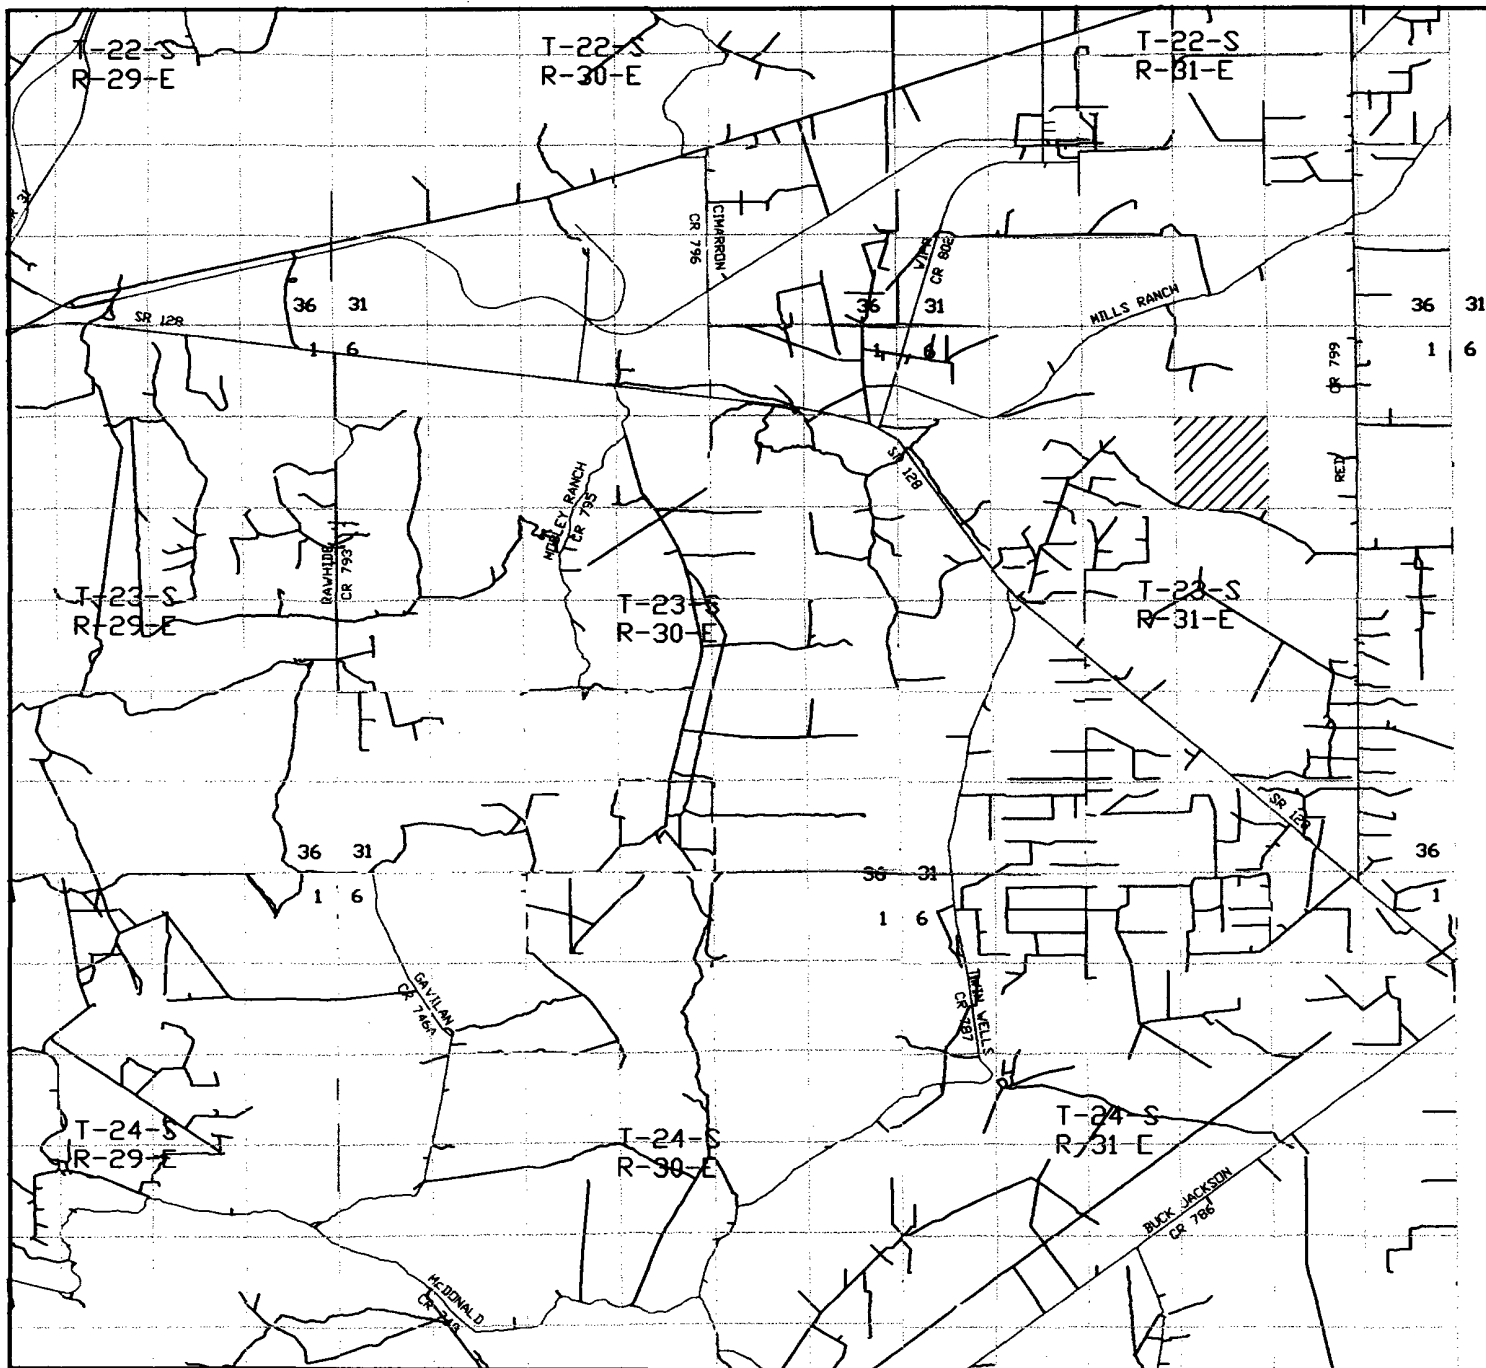 T-22-S
R-29-E
T-22-S
R-30-E
T-22-S
R-31-E
CIMARRON
CR 796
VIPP
CR 802
36 31
36 31
36 31
MILLS RANCH
SR 128
1 6
1 6
1 6
CR 799
RED
SR 128
MOBLEY RANCH
CR 795
RAWHIDE
CR 793
T-23-S
R-29-E
T-23-S
R-30-E
T-23-S
R-31-E
SR 128
36 31
36 31
36
1 6
1 6
1
GAVILAN
CR 746A
TWIN WELLS
CR 787
T-24-S
R-29-E
T-24-S
R-30-E
T-24-S
R-31-E
BUCK JACKSON
CR 786
McDONALD